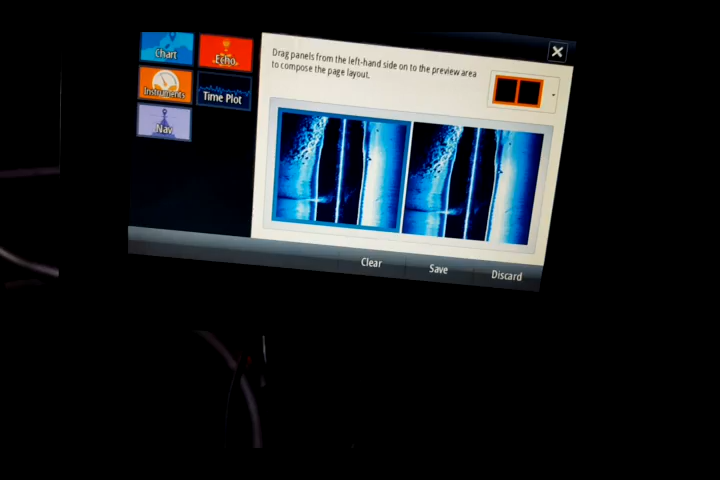 Chart
Echo
Drag panels from the left-hand side on to the preview area
to compose the page layout.
Instruments
Time Plot
Nav
Clear
Save
Discard